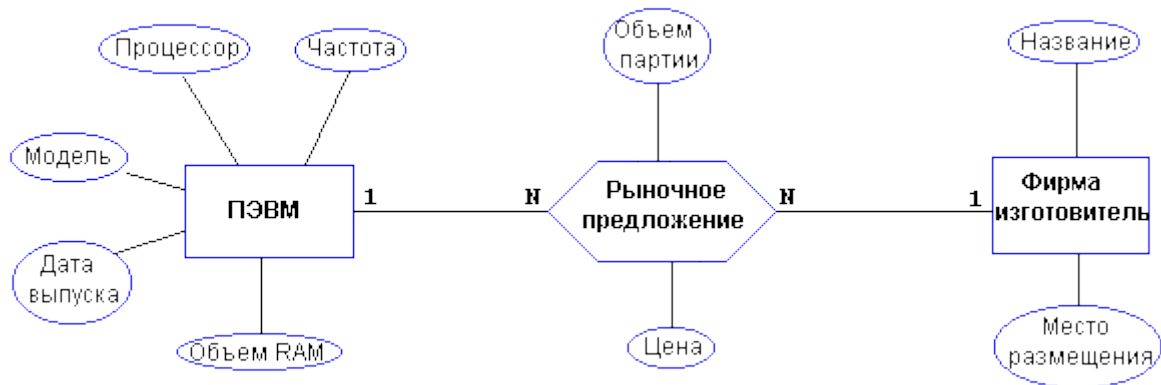 Процессор
Частота
Объем
партии
Название
Модель
ПЭВМ
1
N
Рыночное
предложение
N
1
Фирма
изготовитель
Дата
выпуска
Объем RAM
Цена
Место
размещения